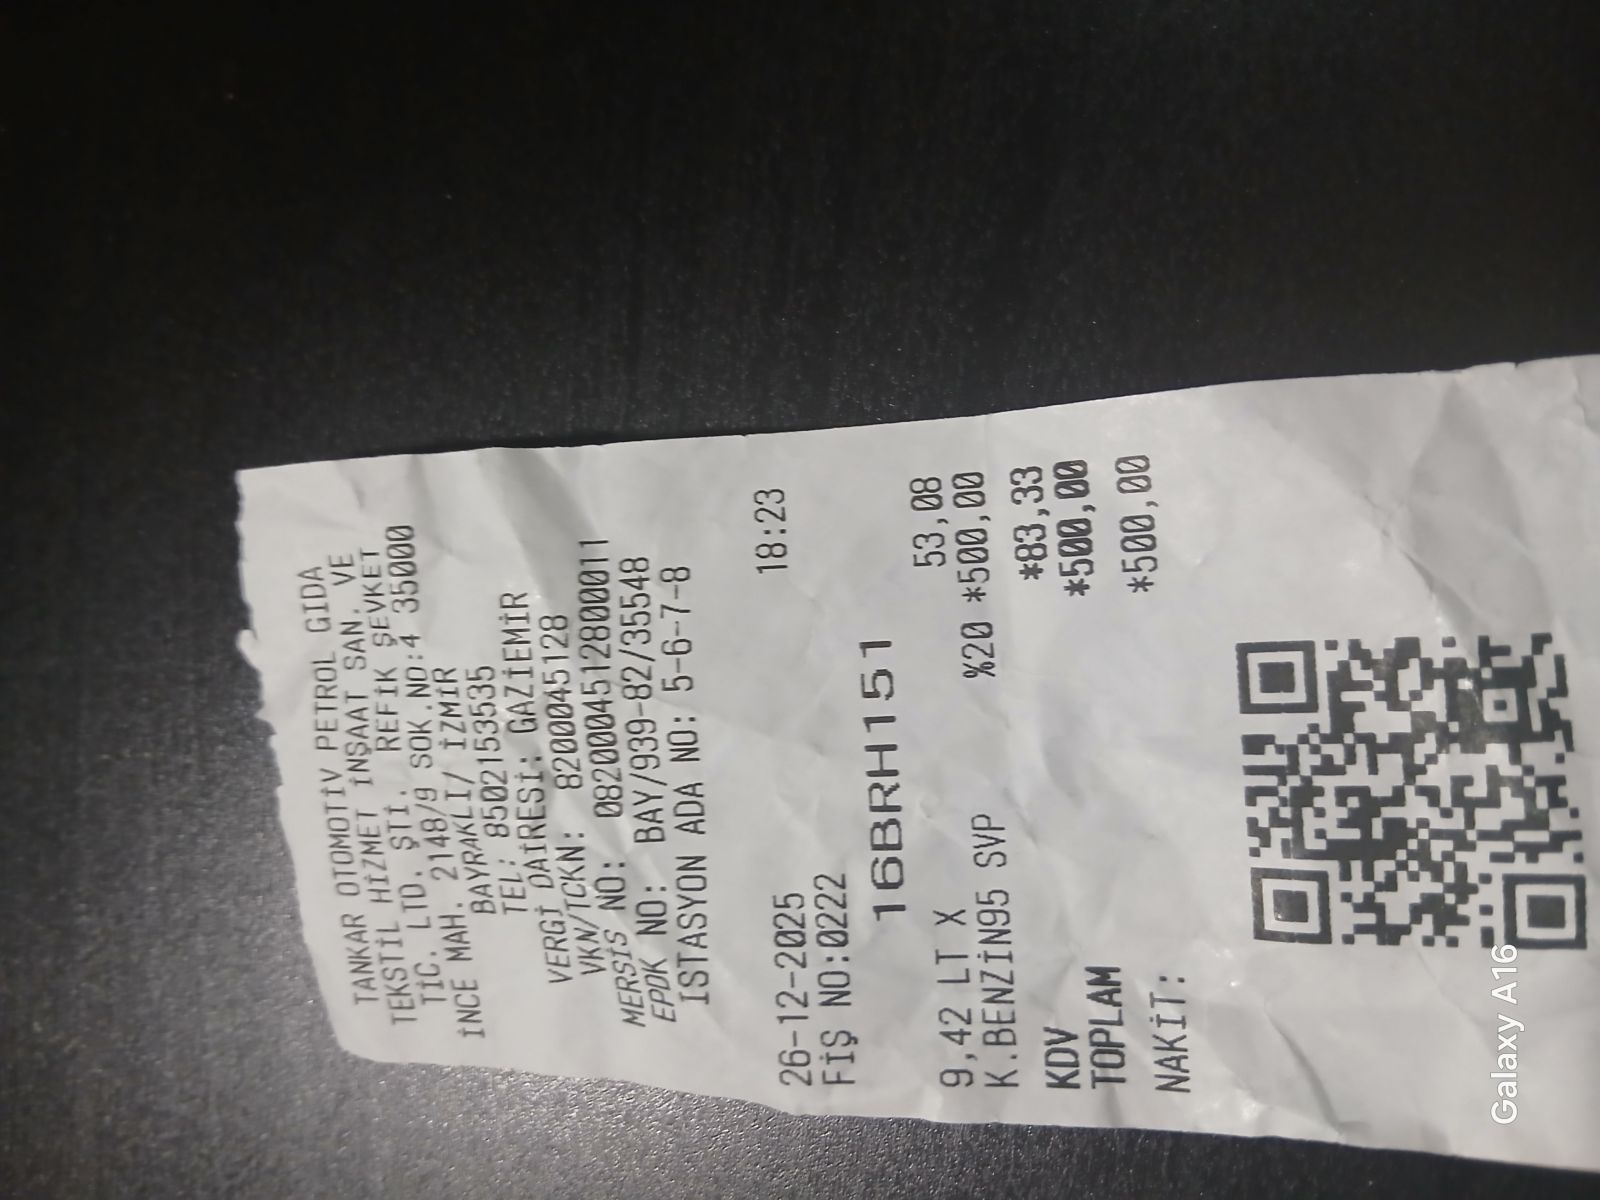 TANKAR OTOMOTİV PETROL GIDA
TEKSTİL HİZMET İNŞAAT SAN. VE
TİC. LTD. ŞTİ. REFİK ŞEVKET
İNCE MAH. 2148/9 SOK.NO:4 35000
BAYRAKLI/ İZMİR
TEL: 8502153535
VERGİ DAİRESİ: GAZİEMİR
VKN/TCKN: 8200045128
MERSİS NO: 0820004512800011
EPDK NO: BAY/939-82/35548
İSTASYON ADA NO: 5-6-7-8
26-12-2025 18:23
FİŞ NO:0222
16BRH151
9,42 LT X 53,08
K.BENZİN95 SVP %20 *500,00
KDV *83,33
TOPLAM *500,00
NAKİT: *500,00
Galaxy A16